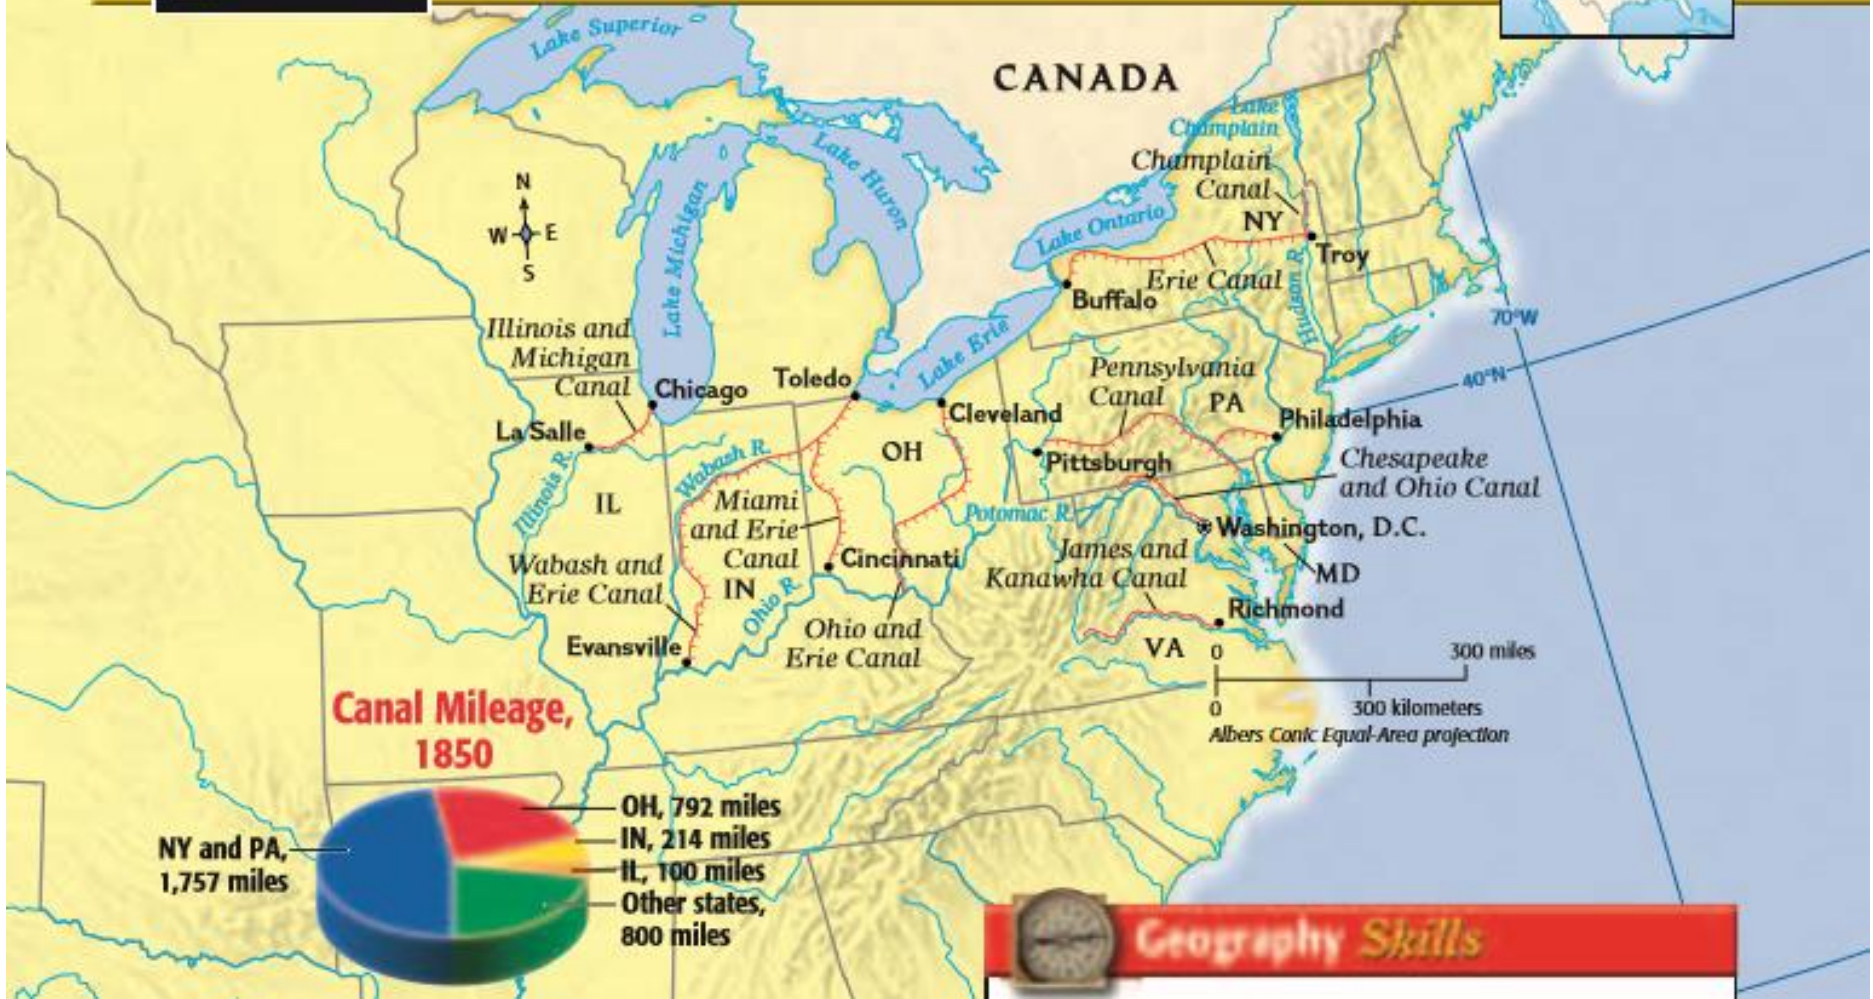 Lake Superior
CANADA
Lake
Champlain
Champlain
Canal
Lake Huron
N
W E
S
Lake Michigan
Lake Ontario
NY
Troy
Erie Canal
Hudson R.
Buffalo
70°W
Illinois and
Michigan
Canal
Lake Erie
Pennsylvania
Canal
40°N
Chicago
Toledo
Cleveland
PA
Philadelphia
La Salle
OH
Pittsburgh
Chesapeake
and Ohio Canal
Illinois R.
Wabash R.
IL
Miami
and Erie
Canal
Potomac R.
Washington, D.C.
James and
Kanawha Canal
MD
Wabash and
Erie Canal
IN
Cincinnati
Ohio R.
Richmond
Ohio and
Erie Canal
Evansville
VA
0 300 miles
0 300 kilometers
Albers Conic Equal-Area projection
Canal Mileage,
1850
OH, 792 miles
IN, 214 miles
IL, 100 miles
Other states,
800 miles
NY and PA,
1,757 miles
Geography Skills